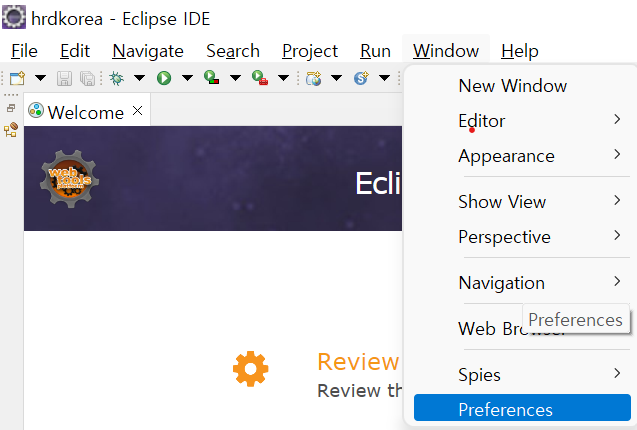 hrdkorea - Eclipse IDE
File Edit Navigate Search Project Run Window Help
Welcome
web
tools
platform
Ecli
Review
Review th
New Window
Editor
Appearance
Show View
Perspective
Navigation
Preferences
Web Browser
Spies
Preferences